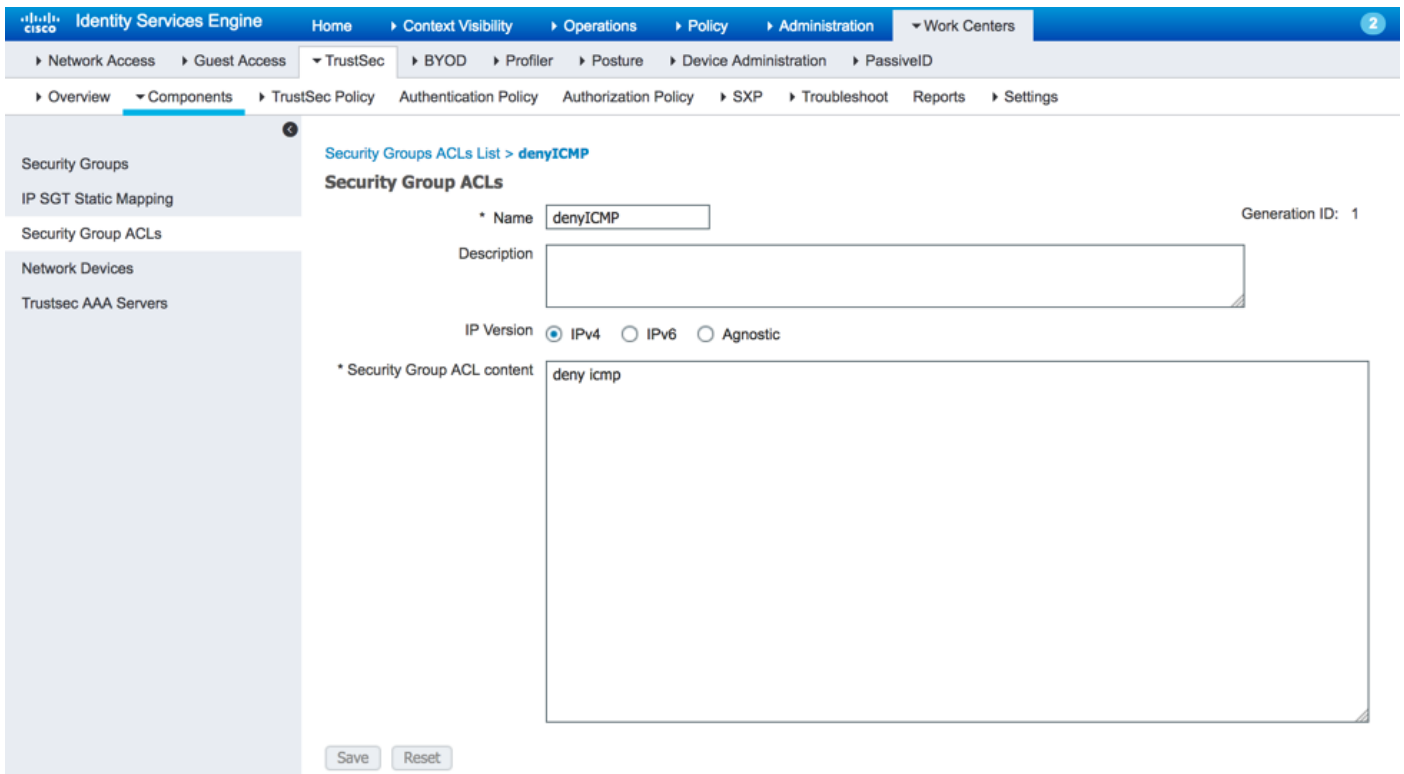 cisco Identity Services Engine Home Context Visibility Operations Policy Administration Work Centers 2
Network Access Guest Access TrustSec BYOD Profiler Posture Device Administration PassiveID
Overview Components TrustSec Policy Authentication Policy Authorization Policy SXP Troubleshoot Reports Settings
Security Groups
IP SGT Static Mapping
Security Group ACLs
Network Devices
Trustsec AAA Servers
Security Groups ACLs List > denyICMP
Security Group ACLs
* Name denyICMP Generation ID: 1
Description
IP Version IPv4 IPv6 Agnostic
* Security Group ACL content deny icmp
Save Reset